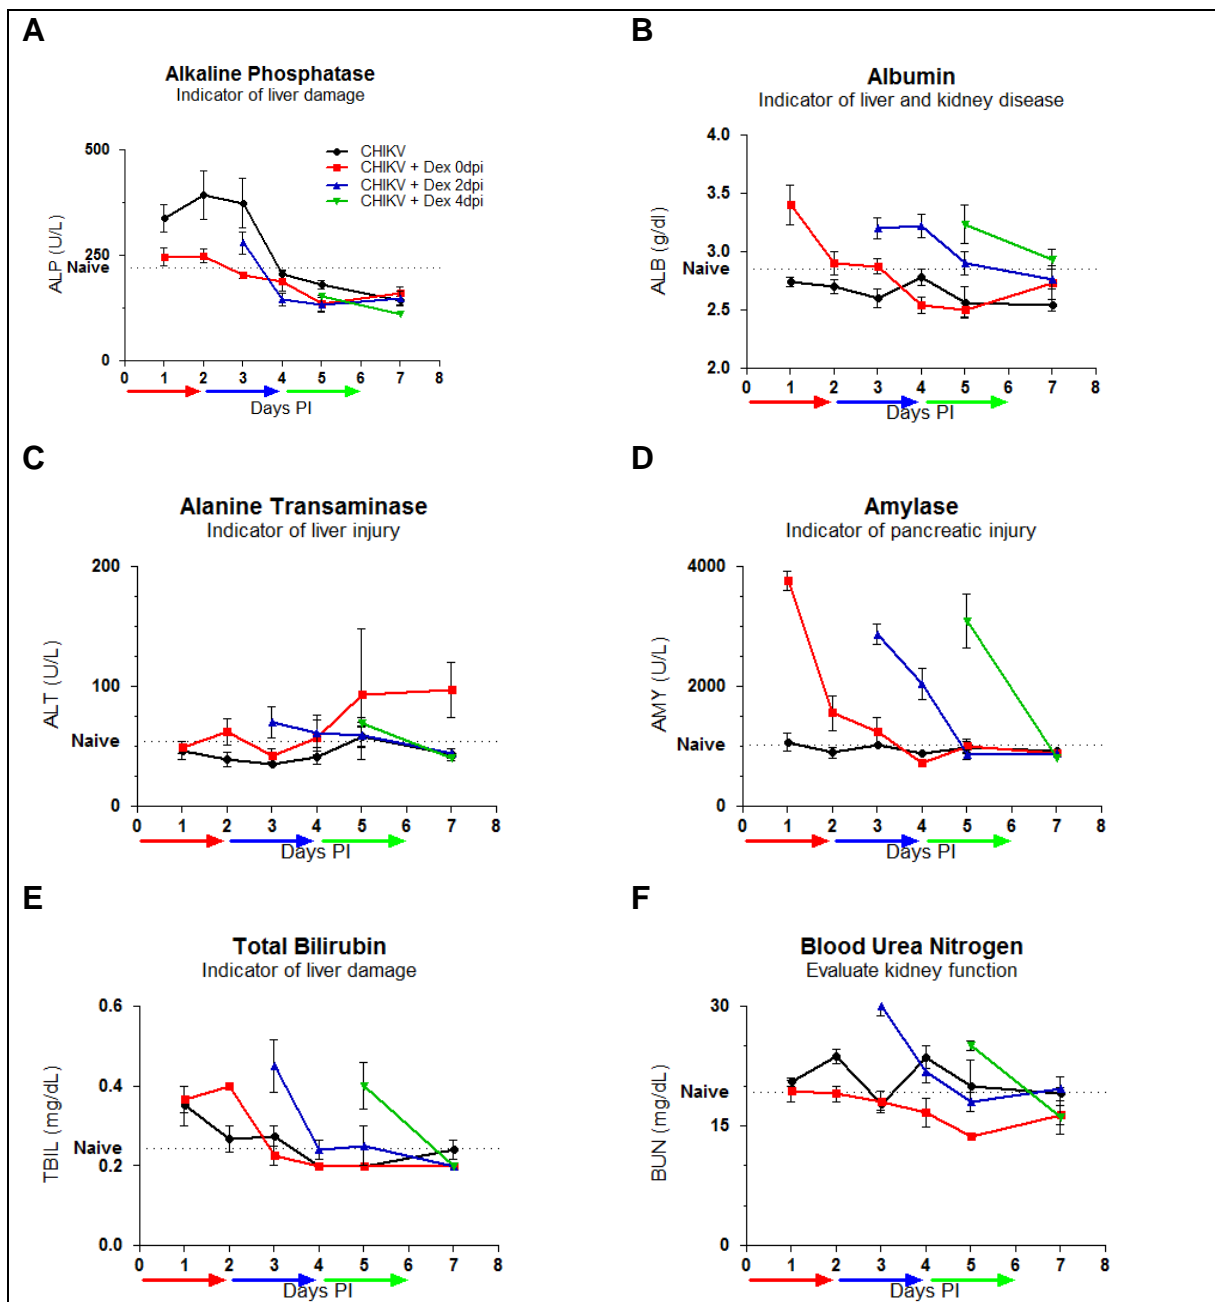 A
Alkaline Phosphatase
Indicator of liver damage
500
250
0
Naive
ALP (U/L)
CHIKV
CHIKV + Dex 0dpi
CHIKV + Dex 2dpi
CHIKV + Dex 4dpi
0 1 2 3 4 5 6 7 8
Days PI
B
Albumin
Indicator of liver and kidney disease
4.0
3.5
3.0
Naive
2.5
2.0
ALB (g/dl)
0 1 2 3 4 5 6 7 8
Days PI
C
Alanine Transaminase
Indicator of liver injury
200
100
Naive
0
ALT (U/L)
0 1 2 3 4 5 6 7 8
Days PI
D
Amylase
Indicator of pancreatic injury
4000
2000
Naive
0
AMY (U/L)
0 1 2 3 4 5 6 7 8
Days PI
E
Total Bilirubin
Indicator of liver damage
0.6
0.4
Naive
0.2
0.0
TBIL (mg/dL)
0 1 2 3 4 5 6 7 8
Days PI
F
Blood Urea Nitrogen
Evaluate kidney function
30
Naive
15
0
BUN (mg/dL)
0 1 2 3 4 5 6 7 8
Days PI